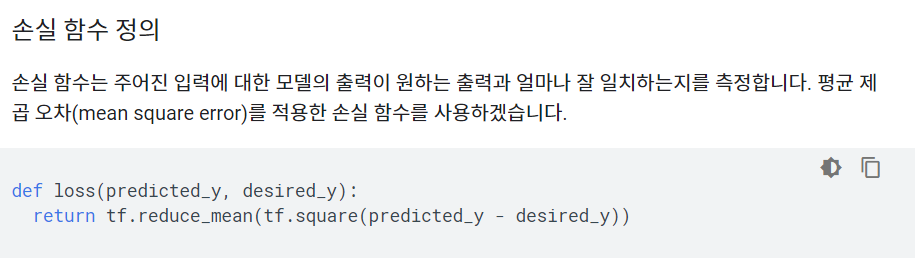 손실 함수 정의
손실 함수는 주어진 입력에 대한 모델의 출력이 원하는 출력과 얼마나 잘 일치하는지를 측정합니다. 평균 제
곱 오차(mean square error)를 적용한 손실 함수를 사용하겠습니다.
def loss(predicted_y, desired_y):
  return tf.reduce_mean(tf.square(predicted_y - desired_y))